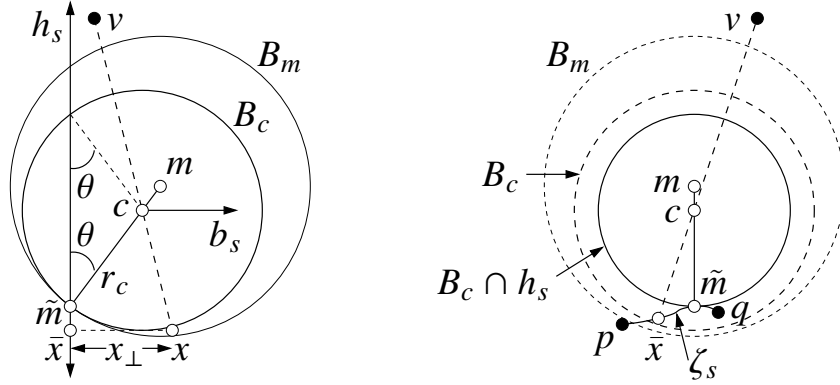 h_s
v
B_m
B_c
θ
m
c
θ
b_s
r_c
m̃
x̄
x_⊥
x
v
B_m
B_c
m
c
B_c ∩ h_s
m̃
p
x̄
q
ζ_s